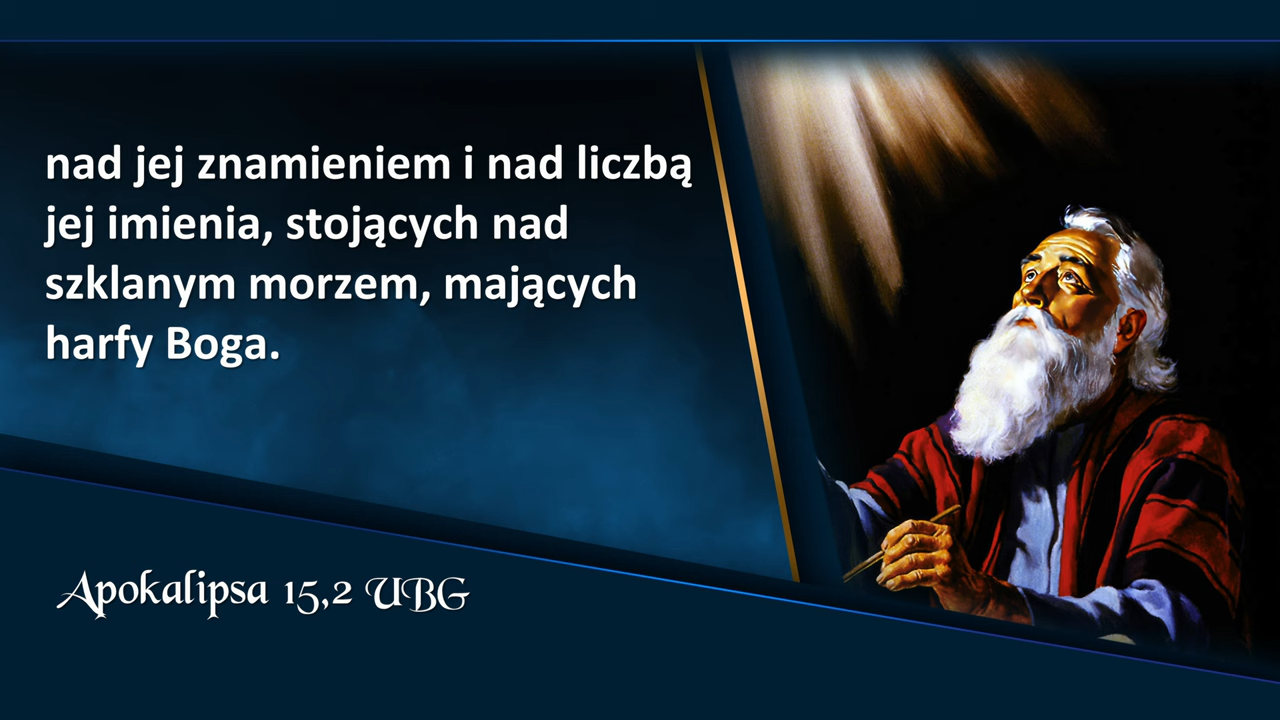 nad jej znamieniem i nad liczbą
jej imienia, stojących nad
szklanym morzem, mających
harfy Boga.
Apokalipsa 15,2 UBG